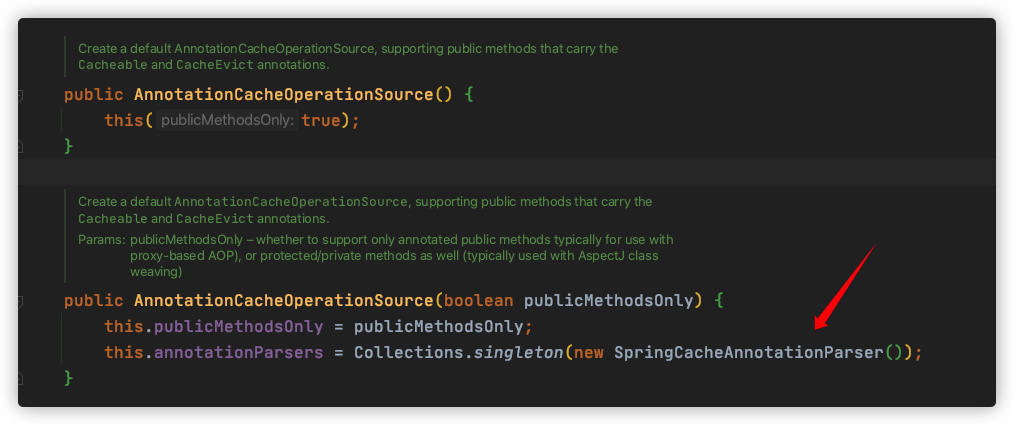 Create a default AnnotationCacheOperationSource, supporting public methods that carry the
Cacheable and CacheEvict annotations.
public AnnotationCacheOperationSource() {
this( publicMethodsOnly: true);
}
Create a default AnnotationCacheOperationSource, supporting public methods that carry the
Cacheable and CacheEvict annotations.
Params: publicMethodsOnly – whether to support only annotated public methods typically for use with
proxy-based AOP), or protected/private methods as well (typically used with AspectJ class
weaving)
public AnnotationCacheOperationSource(boolean publicMethodsOnly) {
this.publicMethodsOnly = publicMethodsOnly;
this.annotationParsers = Collections.singleton(new SpringCacheAnnotationParser());
}